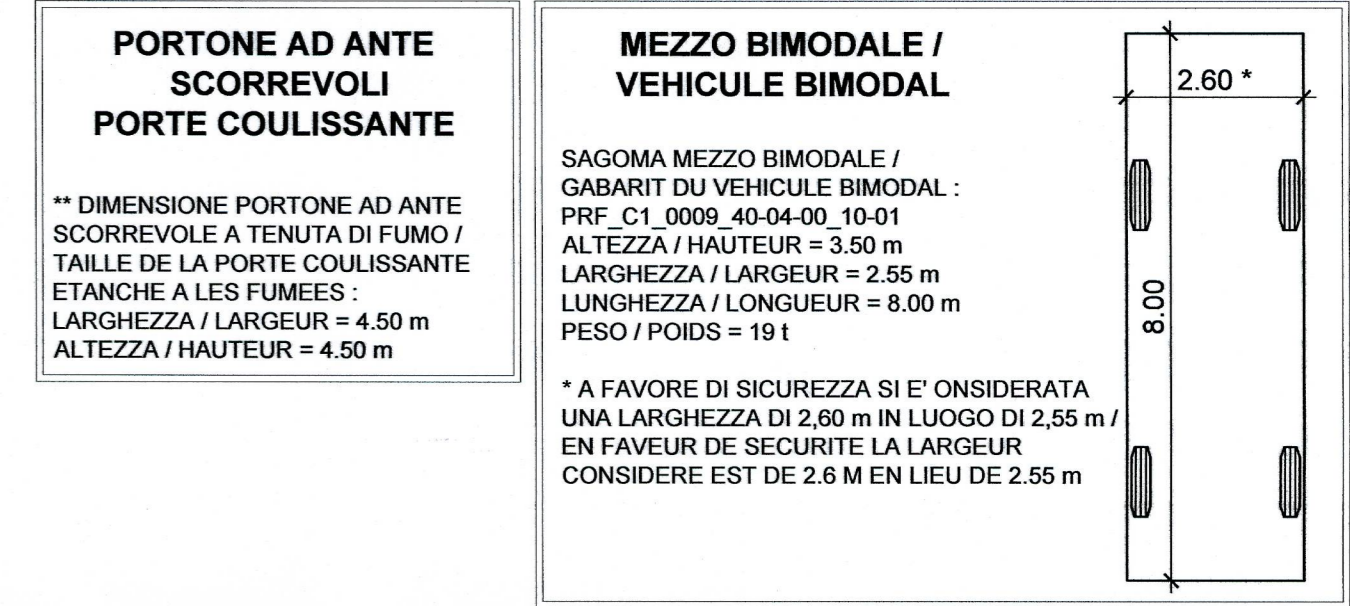 PORTONE AD ANTE
SCORREVOLI
PORTE COULISSANTE
** DIMENSIONE PORTONE AD ANTE
SCORREVOLE A TENUTA DI FUMO /
TAILLE DE LA PORTE COULISSANTE
ETANCHE A LES FUMEES :
LARGHEZZA / LARGEUR = 4.50 m
ALTEZZA / HAUTEUR = 4.50 m
MEZZO BIMODALE /
VEHICULE BIMODAL
SAGOMA MEZZO BIMODALE /
GABARIT DU VEHICULE BIMODAL :
PRF_C1_0009_40-04-00_10-01
ALTEZZA / HAUTEUR = 3.50 m
LARGHEZZA / LARGEUR = 2.55 m
LUNGHEZZA / LONGUEUR = 8.00 m
PESO / POIDS = 19 t
* A FAVORE DI SICUREZZA SI E' ONSIDERATA
UNA LARGHEZZA DI 2,60 m IN LUOGO DI 2,55 m /
EN FAVEUR DE SECURITE LA LARGEUR
CONSIDERE EST DE 2.6 M EN LIEU DE 2.55 m
2.60 *
8.00